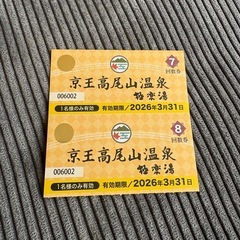 7
回数券
京王高尾山温泉
極楽湯
006002
1名様のみ有効
有効期限/2026年3月31日
8
回数券
京王高尾山温泉
極楽湯
006002
1名様のみ有効
有効期限/2026年3月31日